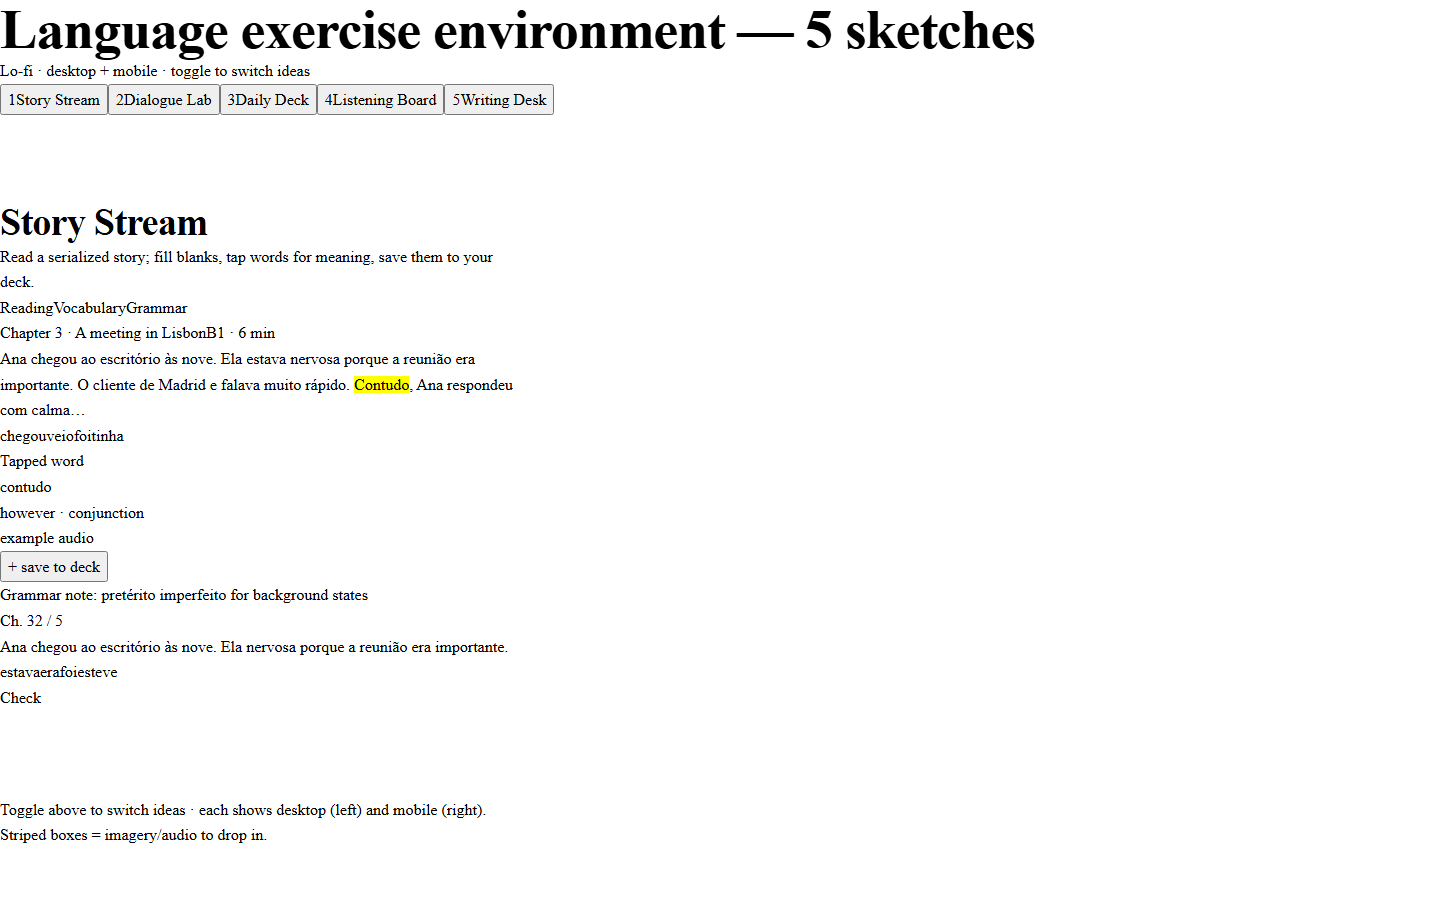 Language exercise environment — 5 sketches
Lo-fi · desktop + mobile · toggle to switch ideas
1Story Stream 2Dialogue Lab 3Daily Deck 4Listening Board 5Writing Desk
Story Stream
Read a serialized story; fill blanks, tap words for meaning, save them to your
deck.
ReadingVocabularyGrammar
Chapter 3 · A meeting in LisbonB1 · 6 min
Ana chegou ao escritório às nove. Ela estava nervosa porque a reunião era
importante. O cliente de Madrid e falava muito rápido. Contudo, Ana respondeu
com calma…
chegouveiofoitinha
Tapped word
contudo
however · conjunction
example audio
+ save to deck
Grammar note: pretérito imperfeito for background states
Ch. 32 / 5
Ana chegou ao escritório às nove. Ela nervosa porque a reunião era importante.
estavaerafoiesteve
Check
Toggle above to switch ideas · each shows desktop (left) and mobile (right).
Striped boxes = imagery/audio to drop in.